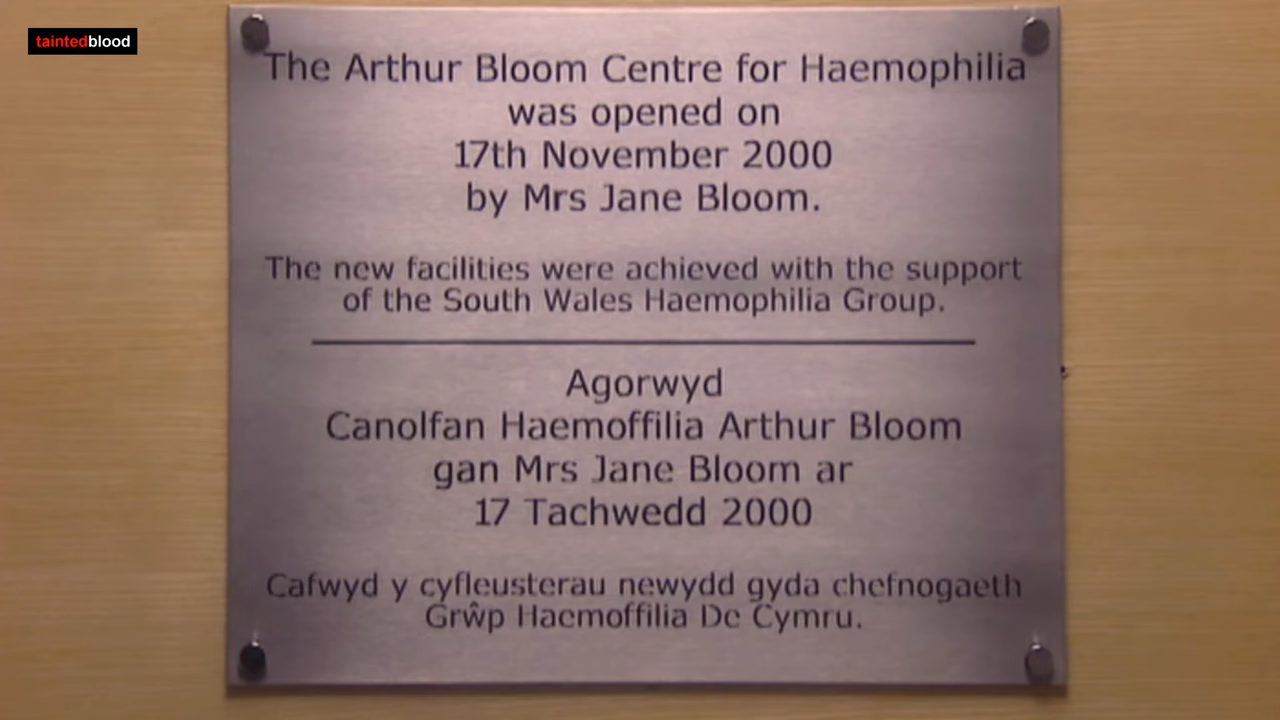 taintedblood
The Arthur Bloom Centre for Haemophilia
was opened on
17th November 2000
by Mrs Jane Bloom.
The new facilities were achieved with the support
of the South Wales Haemophilia Group.
Agorwyd
Canolfan Haemoffilia Arthur Bloom
gan Mrs Jane Bloom ar
17 Tachwedd 2000
Cafwyd y cyfleusterau newydd gyda chefnogaeth
Grŵp Haemoffilia De Cymru.